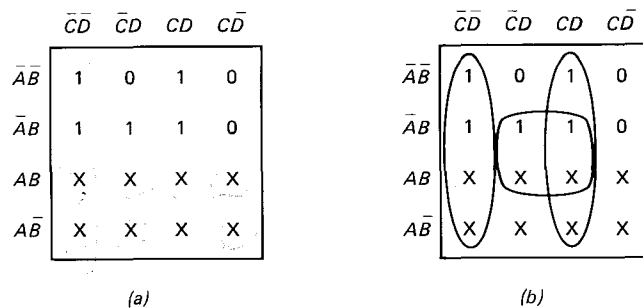 C̄D̄ C̄D CD CD̄
ĀB̄ 1 0 1 0
ĀB 1 1 1 0
AB X X X X
AB̄ X X X X
(a)
C̄D̄ C̄D CD CD̄
ĀB̄ 1 0 1 0
ĀB 1 1 1 0
AB X X X X
AB̄ X X X X
(b)